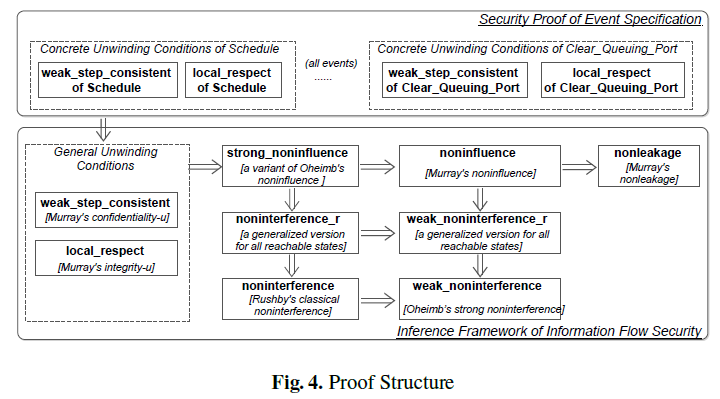 Security Proof of Event Specification
Concrete Unwinding Conditions of Schedule
weak_step_consistent
of Schedule
local_respect
of Schedule
(all events)
......
Concrete Unwinding Conditions of Clear_Queuing_Port
weak_step_consistent
of Clear_Queuing_Port
local_respect
of Clear_Queuing_Port
General Unwinding
Conditions
weak_step_consistent
[Murray's confidentiality-u]
local_respect
[Murray's integrity-u]
strong_noninfluence
[a variant of Oheimb's
noninfluence ]
noninfluence
[Murray's noninfluence]
nonleakage
[Murray's
nonleakage]
noninterference_r
[a generalized version
for all reachable states]
weak_noninterference_r
[a generalized version for all
reachable states]
noninterference
[Rushby's classical
noninterference]
weak_noninterference
[Oheimb's strong noninterference]
Inference Framework of Information Flow Security
Fig. 4. Proof Structure